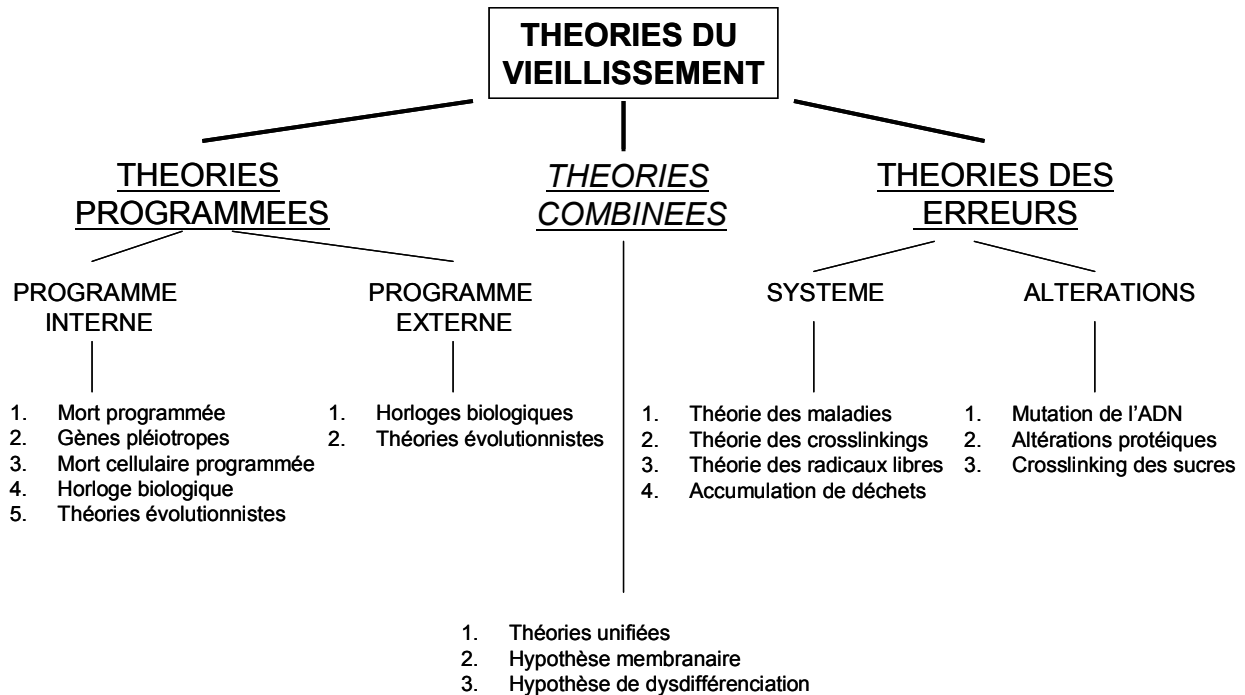 THEORIES DU
VIEILLISSEMENT
THEORIES
PROGRAMMEES
THEORIES
COMBINEES
THEORIES DES
ERREURS
PROGRAMME
INTERNE
PROGRAMME
EXTERNE
SYSTEME
ALTERATIONS
1. Mort programmée
2. Gènes pléiotropes
3. Mort cellulaire programmée
4. Horloge biologique
5. Théories évolutionnistes
1. Horloges biologiques
2. Théories évolutionnistes
1. Théorie des maladies
2. Théorie des crosslinkings
3. Théorie des radicaux libres
4. Accumulation de déchets
1. Mutation de l’ADN
2. Altérations protéiques
3. Crosslinking des sucres
1. Théories unifiées
2. Hypothèse membranaire
3. Hypothèse de dysdifférenciation